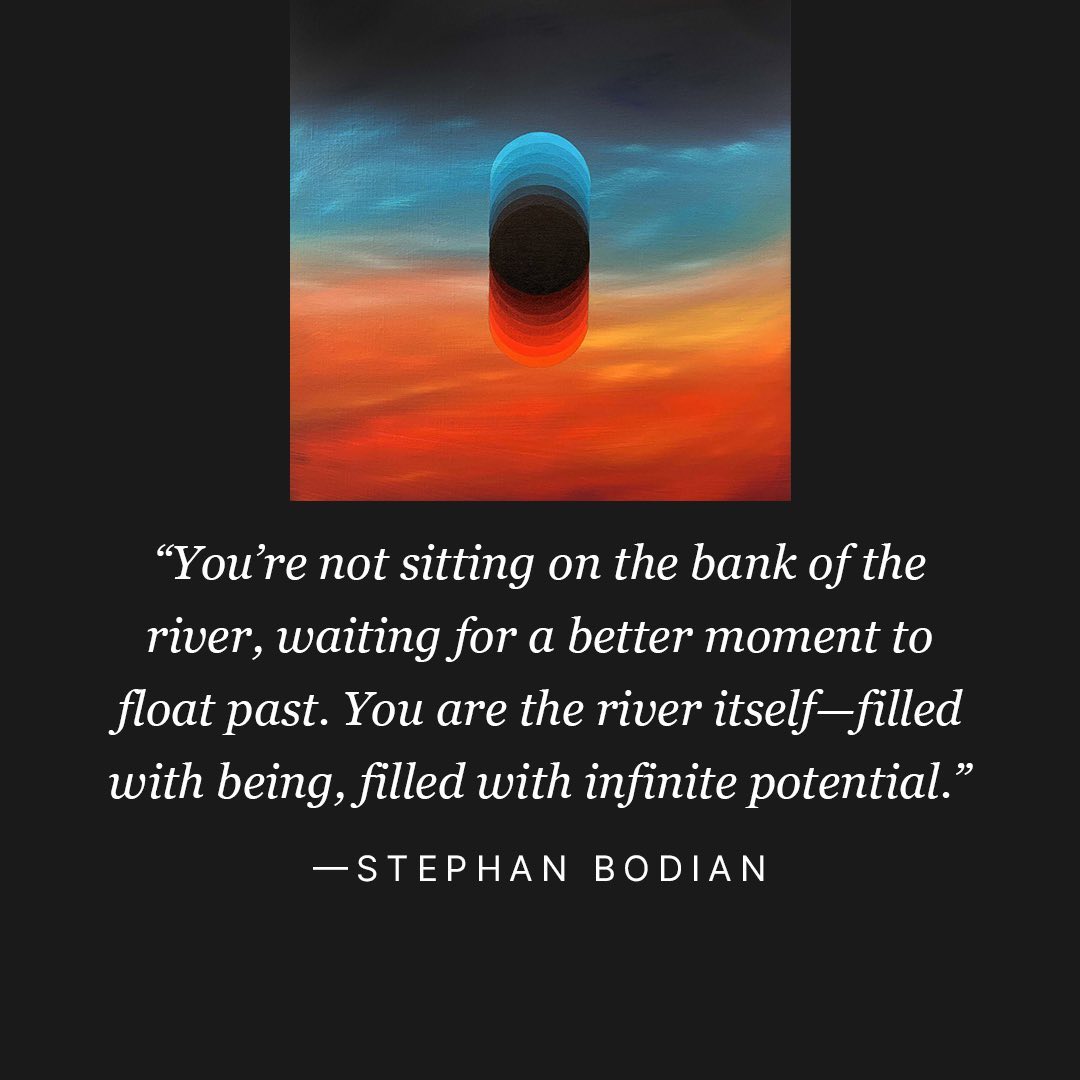 “You’re not sitting on the bank of the
river, waiting for a better moment to
float past. You are the river itself—filled
with being, filled with infinite potential.”
—STEPHAN BODIAN